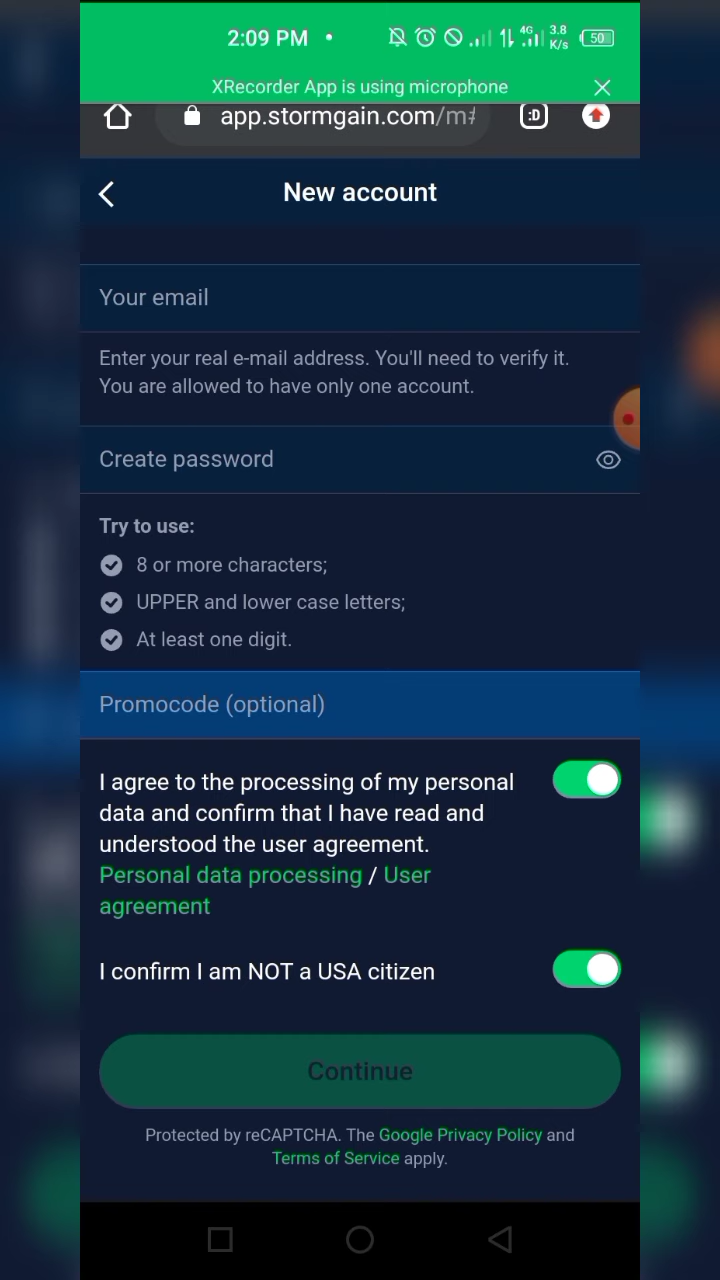 2:09 PM
4G
3.8
K/s
50
XRecorder App is using microphone
app.stormgain.com/m
:D
New account
Your email
Enter your real e-mail address. You'll need to verify it.
You are allowed to have only one account.
Create password
Try to use:
8 or more characters;
UPPER and lower case letters;
At least one digit.
Promocode (optional)
I agree to the processing of my personal
data and confirm that I have read and
understood the user agreement.
Personal data processing / User
agreement
I confirm I am NOT a USA citizen
Continue
Protected by reCAPTCHA. The Google Privacy Policy and
Terms of Service apply.